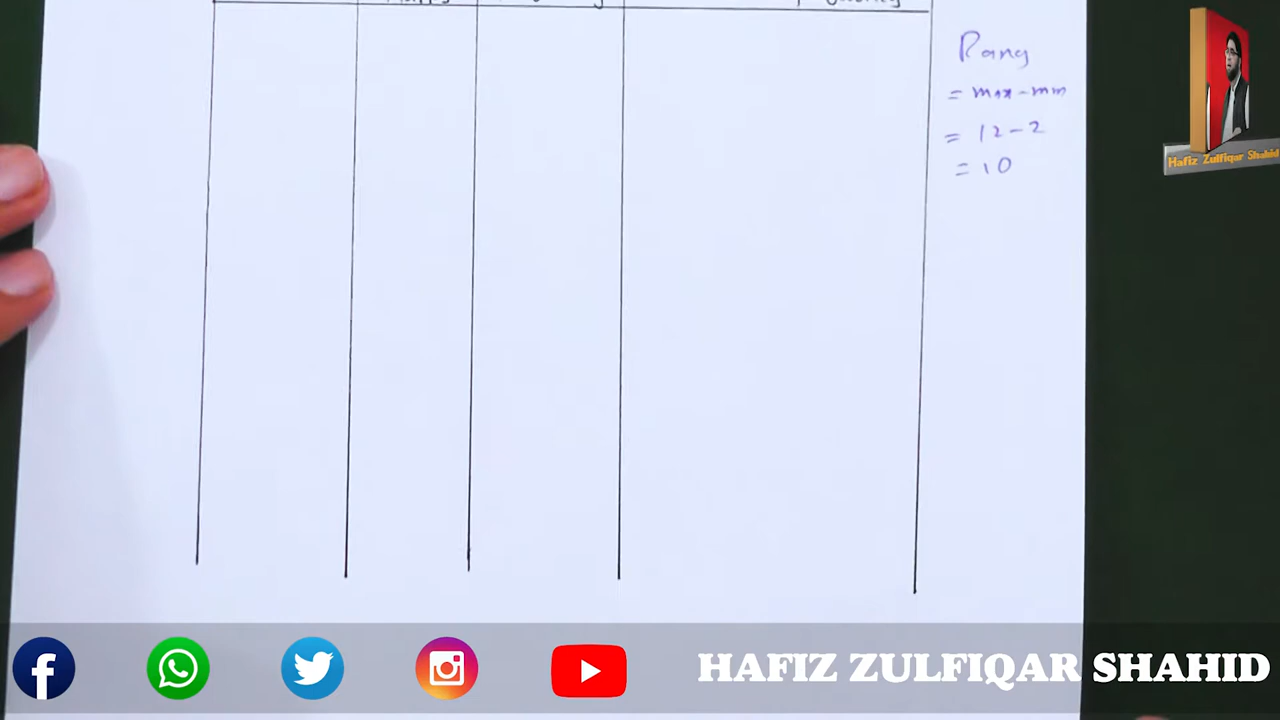 Rang
= max - min
= 12 - 2
= 10
Hafiz Zulfiqar Shahid
HAFIZ ZULFIQAR SHAHID